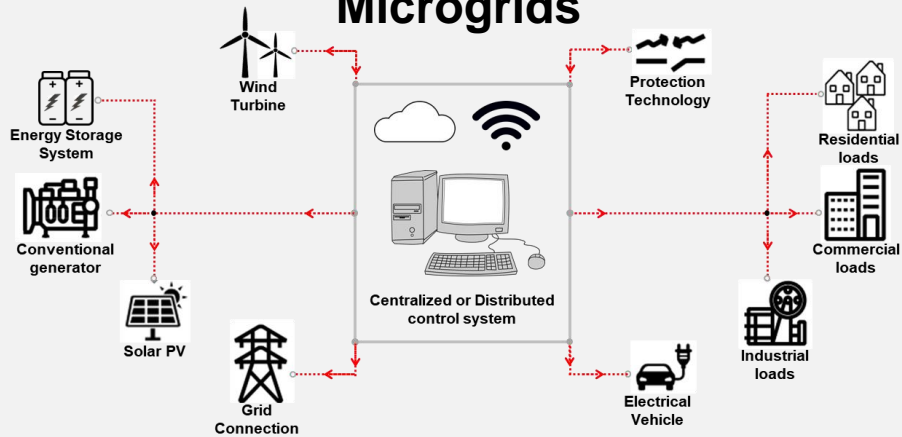 Microgrids
Wind
Turbine
Protection
Technology
Energy Storage
System
Residential
loads
Conventional
generator
Commercial
loads
Centralized or Distributed
control system
Solar PV
Industrial
loads
Grid
Connection
Electrical
Vehicle